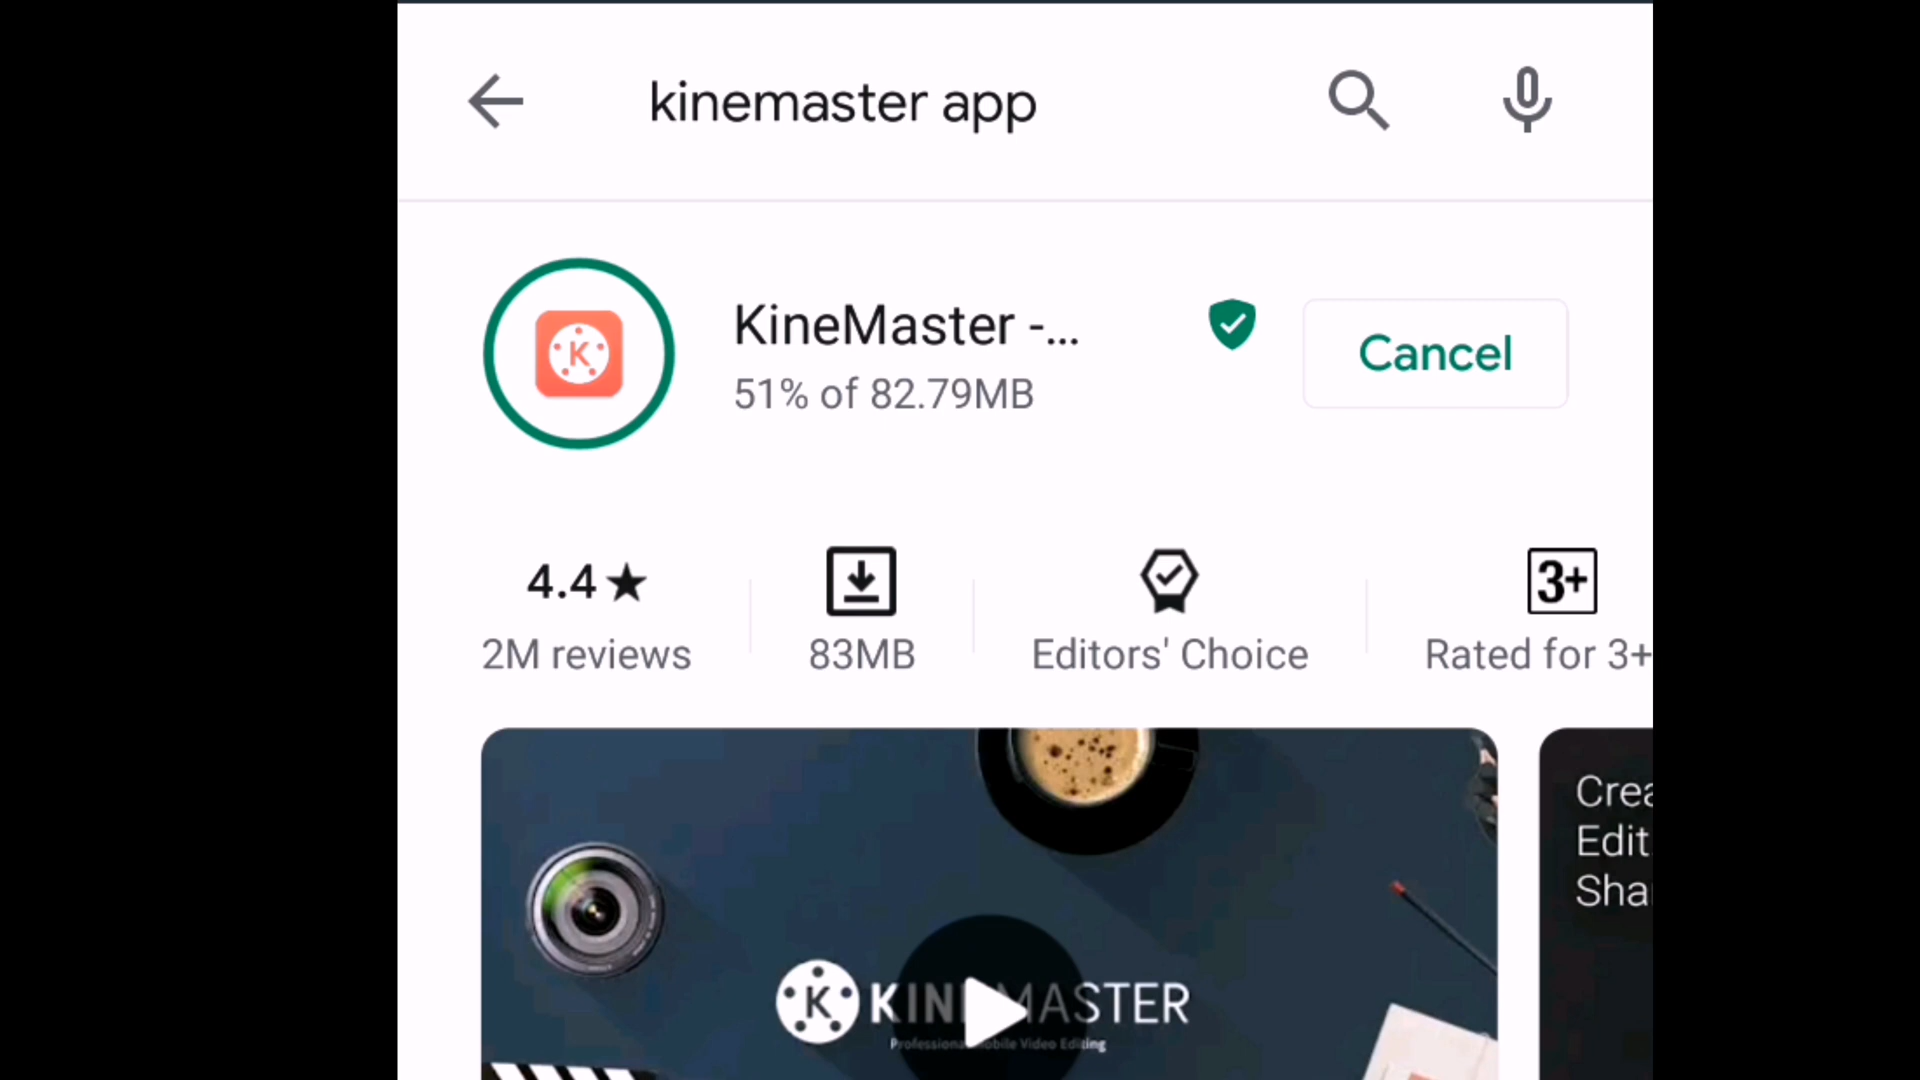 kinemaster app
KineMaster -...
51% of 82.79MB
Cancel
4.4★
2M reviews
83MB
Editors' Choice
3+
Rated for 3+
K
KINEMASTER
Professional Mobile Video Editing
Crea
Edit
Sha